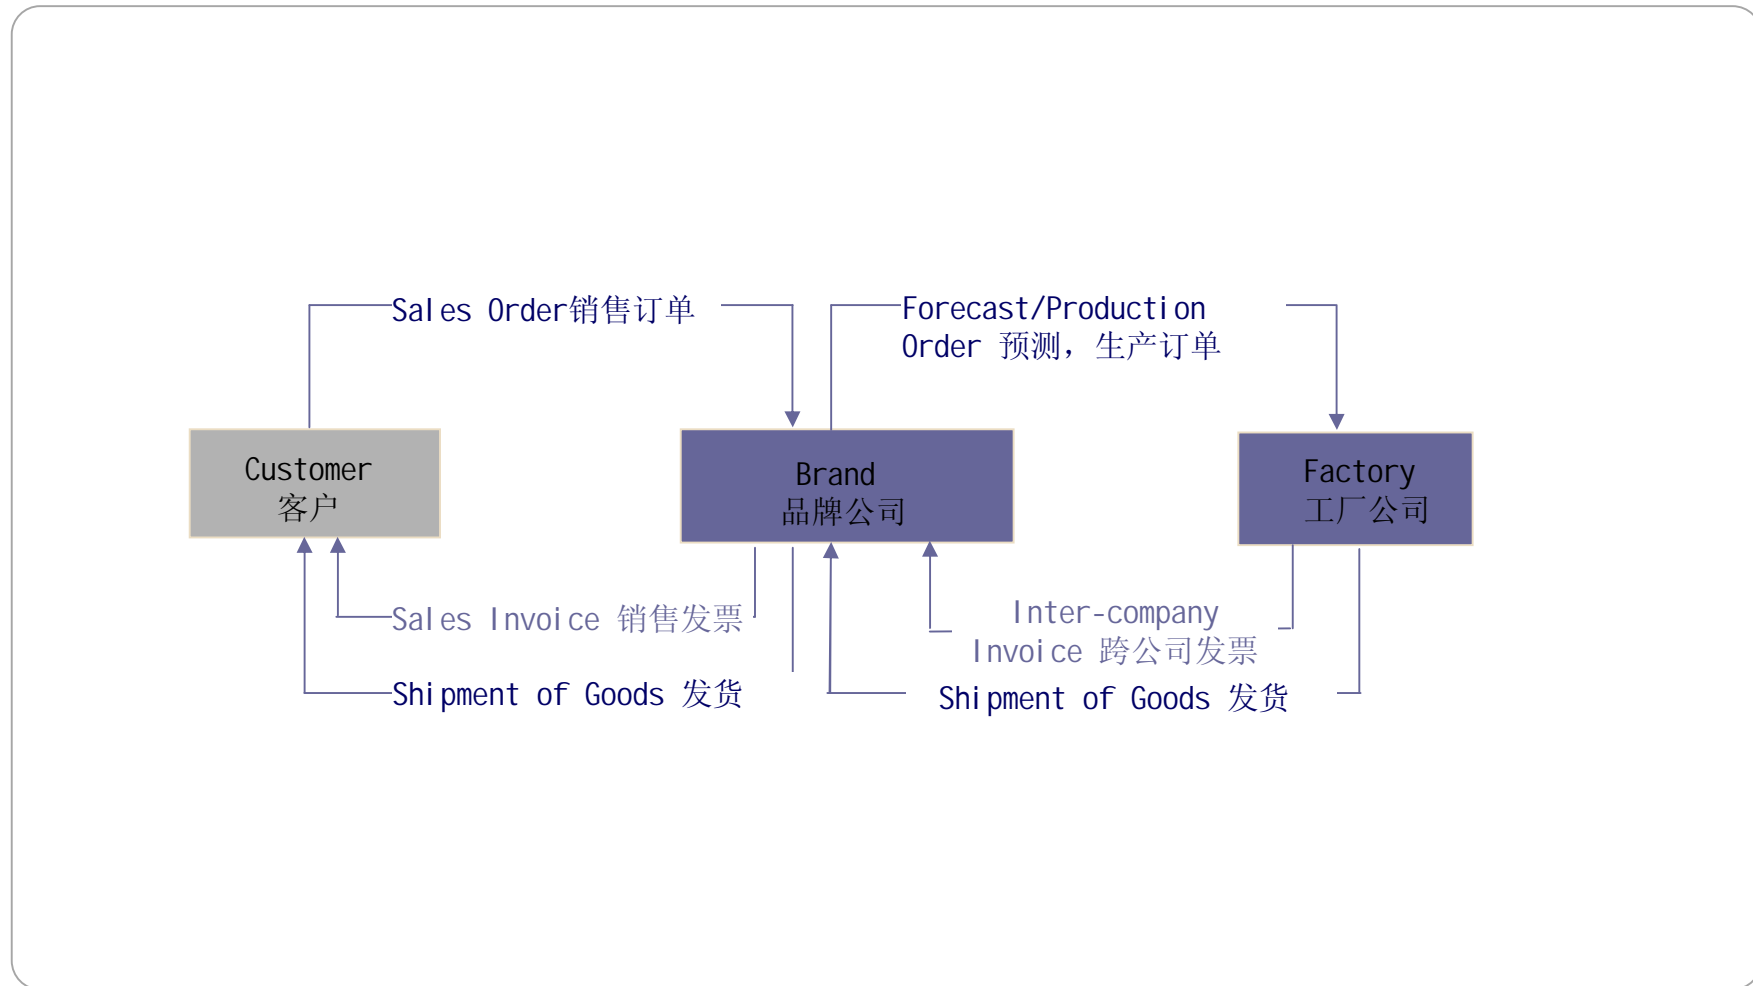 Sales Order销售订单
Forecast/Production
Order 预测，生产订单
Customer
客户
Brand
品牌公司
Factory
工厂公司
Sales Invoice 销售发票
Inter-company
Invoice 跨公司发票
Shipment of Goods 发货
Shipment of Goods 发货